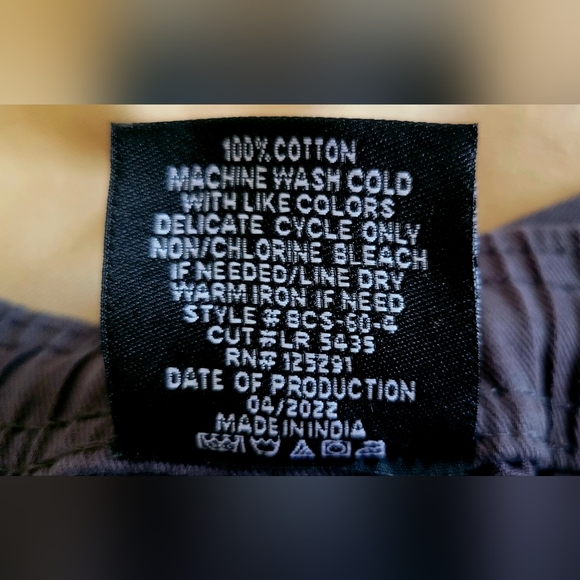 100% COTTON
MACHINE WASH COLD
WITH LIKE COLORS
DELICATE CYCLE ONLY
NON/CHLORINE BLEACH
IF NEEDED/LINE DRY
WARM IRON IF NEED
STYLE # BCS-60-4
CUT # LR 5435
RN# 125291
DATE OF PRODUCTION
04/2022
MADE IN INDIA